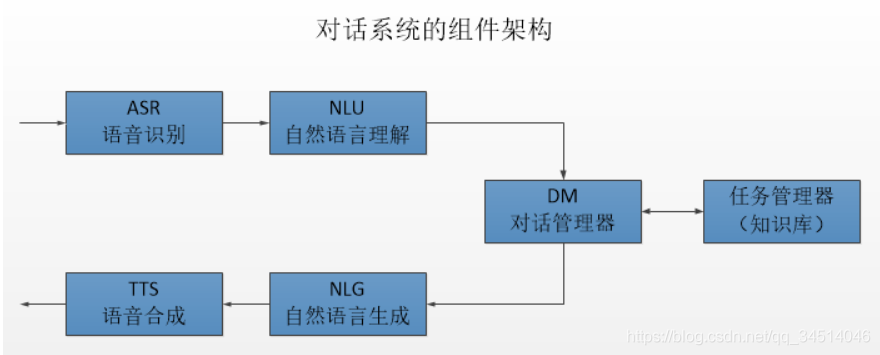 对话系统的组件架构
ASR
语音识别
NLU
自然语言理解
DM
对话管理器
任务管理器
（知识库）
TTS
语音合成
NLG
自然语言生成
https://blog.csdn.net/qq_34514046